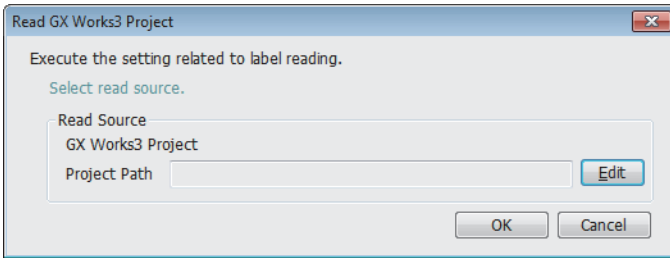 Read GX Works3 Project
Execute the setting related to label reading.
Select read source.
Read Source
GX Works3 Project
Project Path Edit
OK Cancel